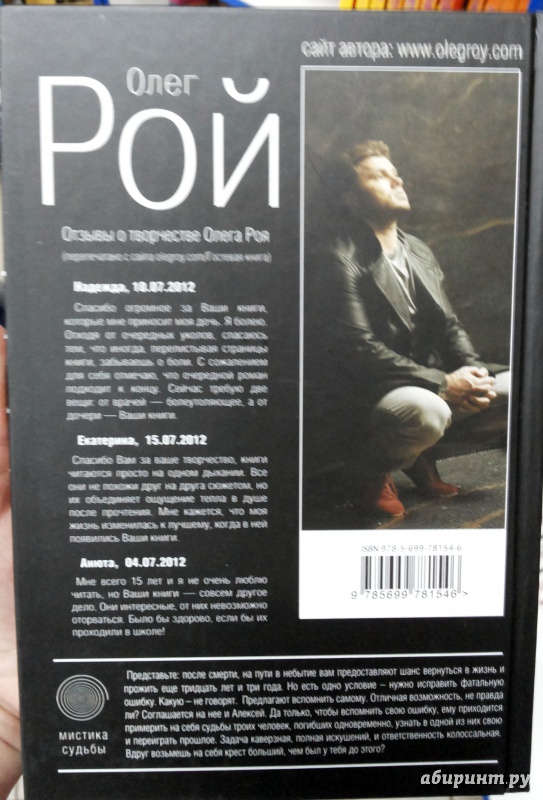 сайт автора: www.olegroy.com
Олег
Рой
Отзывы о творчестве Олега Роя
(перепечатано с сайта olegroy.com/Гостевая книга)
Надежда, 10.07.2012
Спасибо огромное за Ваши книги,
которые мне приносит моя дочь. Я болею.
Отходя от очередных уколов, спасаюсь
тем, что иногда, перелистывая страницы
книги, забываешь о боли. С сожалением
для себя отмечаю, что очередной роман
подходит к концу. Сейчас требую две
вещи: от врачей — болеутоляющее, а от
дочери — Ваши книги.
Екатерина, 15.07.2012
Спасибо Вам за ваше творчество, книги
читаются просто на одном дыхании. Все
они не похожи друг на друга сюжетом, но
их объединяет ощущение тепла в душе
после прочтения. Мне кажется, что моя
жизнь изменилась к лучшему, когда в ней
появились Ваши книги.
Анюта, 04.07.2012
Мне всего 15 лет и я не очень люблю
читать, но Ваши книги — совсем другое
дело. Они интересные, от них невозможно
оторваться. Было бы здорово, если бы их
проходили в школе!
ISBN 978-5-699-78154-6
9 785699 781546 >
мистика
судьбы
Представьте: после смерти, на пути в небытие вам предоставляют шанс вернуться в жизнь и
прожить еще тридцать лет и три года. Но есть одно условие – нужно исправить фатальную
ошибку. Какую – не говорят. Предлагают вспомнить самому. Отличная возможность, не правда
ли? Соглашается на нее и Алексей. Да только, чтобы вспомнить свою ошибку, ему приходится
примерить на себя судьбы троих человек, погибших одновременно, узнать в одной из них свою
и переиграть прошлое. Задача каверзная, полная искушений, и ответственность колоссальная.
Вдруг возьмешь на себя крест больший, чем был у тебя до этого?
абиринт.ру